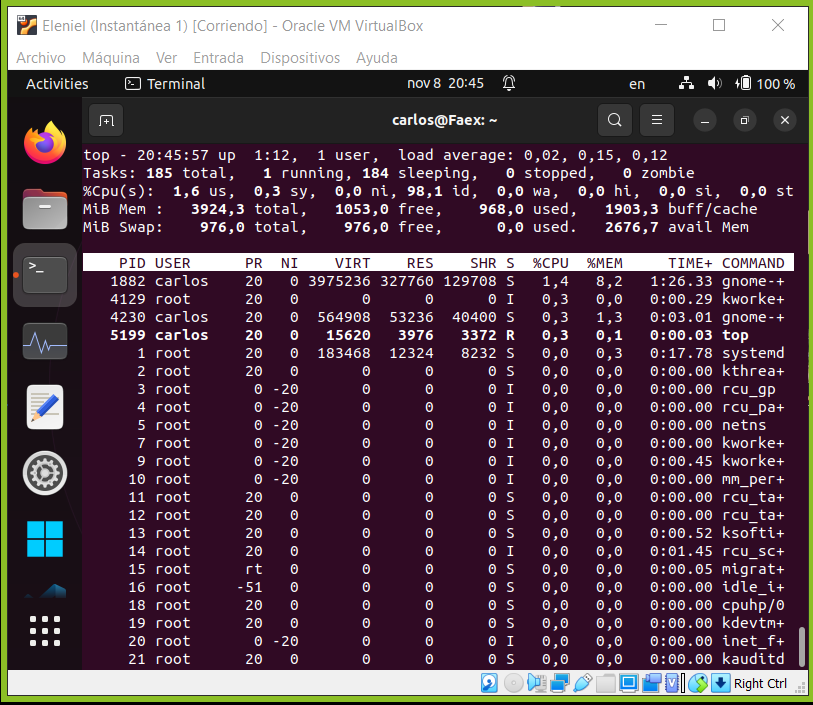 Eleniel (Instantánea 1) [Corriendo] - Oracle VM VirtualBox
Archivo Máquina Ver Entrada Dispositivos Ayuda
Activities Terminal nov 8 20:45 en 100 %
carlos@Faex: ~
top - 20:45:57 up 1:12, 1 user, load average: 0,02, 0,15, 0,12
Tasks: 185 total, 1 running, 184 sleeping, 0 stopped, 0 zombie
%Cpu(s): 1,6 us, 0,3 sy, 0,0 ni, 98,1 id, 0,0 wa, 0,0 hi, 0,0 si, 0,0 st
MiB Mem : 3924,3 total, 1053,0 free, 968,0 used, 1903,3 buff/cache
MiB Swap: 976,0 total, 976,0 free, 0,0 used. 2676,7 avail Mem
PID USER PR NI VIRT RES SHR S %CPU %MEM TIME+ COMMAND
1882 carlos 20 0 3975236 327760 129708 S 1,4 8,2 1:26.33 gnome-+
4129 root 20 0 0 0 0 I 0,3 0,0 0:00.29 kworke+
4230 carlos 20 0 564908 53236 40400 S 0,3 1,3 0:03.01 gnome-+
5199 carlos 20 0 15620 3976 3372 R 0,3 0,1 0:00.03 top
1 root 20 0 183468 12324 8232 S 0,0 0,3 0:17.78 systemd
2 root 20 0 0 0 0 S 0,0 0,0 0:00.00 kthrea+
3 root 0 -20 0 0 0 I 0,0 0,0 0:00.00 rcu_gp
4 root 0 -20 0 0 0 I 0,0 0,0 0:00.00 rcu_pa+
5 root 0 -20 0 0 0 I 0,0 0,0 0:00.00 netns
7 root 0 -20 0 0 0 I 0,0 0,0 0:00.00 kworke+
9 root 0 -20 0 0 0 I 0,0 0,0 0:00.45 kworke+
10 root 0 -20 0 0 0 I 0,0 0,0 0:00.00 mm_per+
11 root 20 0 0 0 0 S 0,0 0,0 0:00.00 rcu_ta+
12 root 20 0 0 0 0 S 0,0 0,0 0:00.00 rcu_ta+
13 root 20 0 0 0 0 S 0,0 0,0 0:00.52 ksofti+
14 root 20 0 0 0 0 I 0,0 0,0 0:01.45 rcu_sc+
15 root rt 0 0 0 0 S 0,0 0,0 0:00.05 migrat+
16 root -51 0 0 0 0 S 0,0 0,0 0:00.00 idle_i+
18 root 20 0 0 0 0 S 0,0 0,0 0:00.00 cpuhp/0
19 root 20 0 0 0 0 S 0,0 0,0 0:00.00 kdevtm+
20 root 0 -20 0 0 0 I 0,0 0,0 0:00.00 inet_f+
21 root 20 0 0 0 0 S 0,0 0,0 0:00.00 kauditd
Right Ctrl